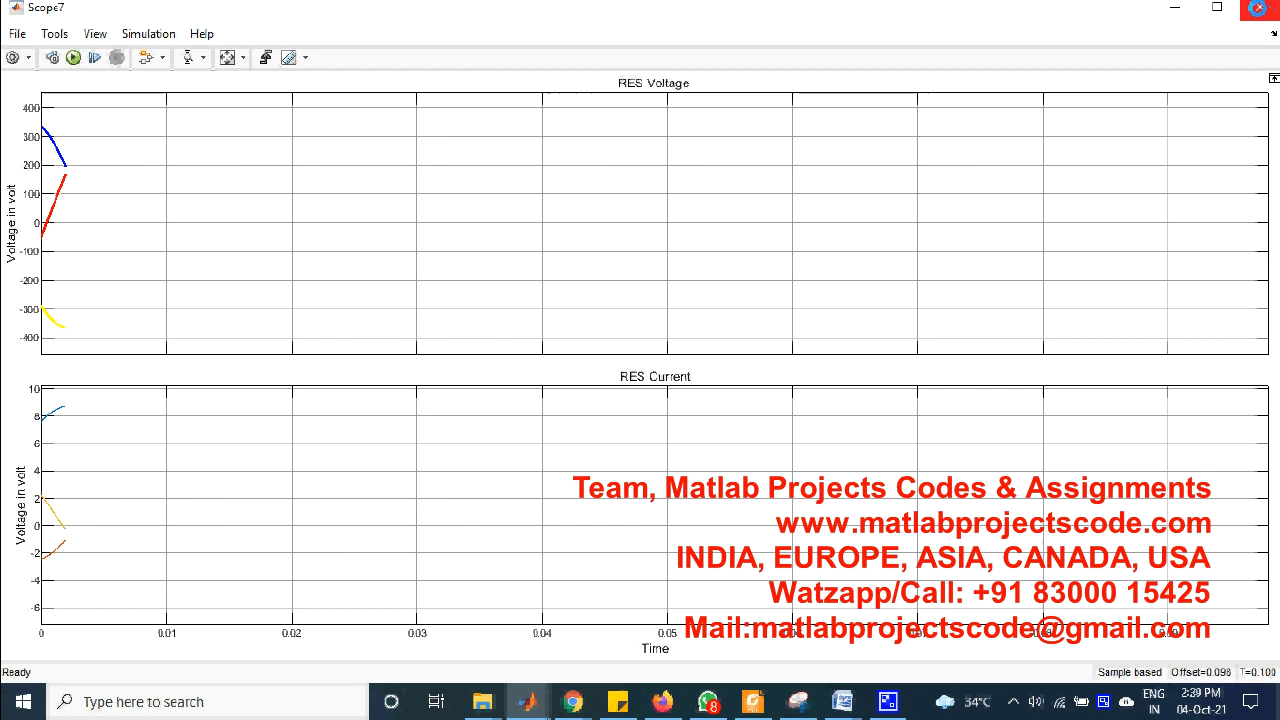 Scope7
File Tools View Simulation Help
RES Voltage
400
300
200
100
0
-100
-200
-300
-400
Voltage in volt
RES Current
10
8
6
4
2
0
-2
-4
-6
Voltage in volt
Team, Matlab Projects Codes & Assignments
www.matlabprojectscode.com
INDIA, EUROPE, ASIA, CANADA, USA
Watzapp/Call: +91 83000 15425
Mail:matlabprojectscode@gmail.com
0 0.01 0.02 0.03 0.04 0.05
Time
Ready
Sample based Offset=0.098 T=0.100
Type here to search
8
34°C
ENG
IN
2:39 PM
04-Oct-21